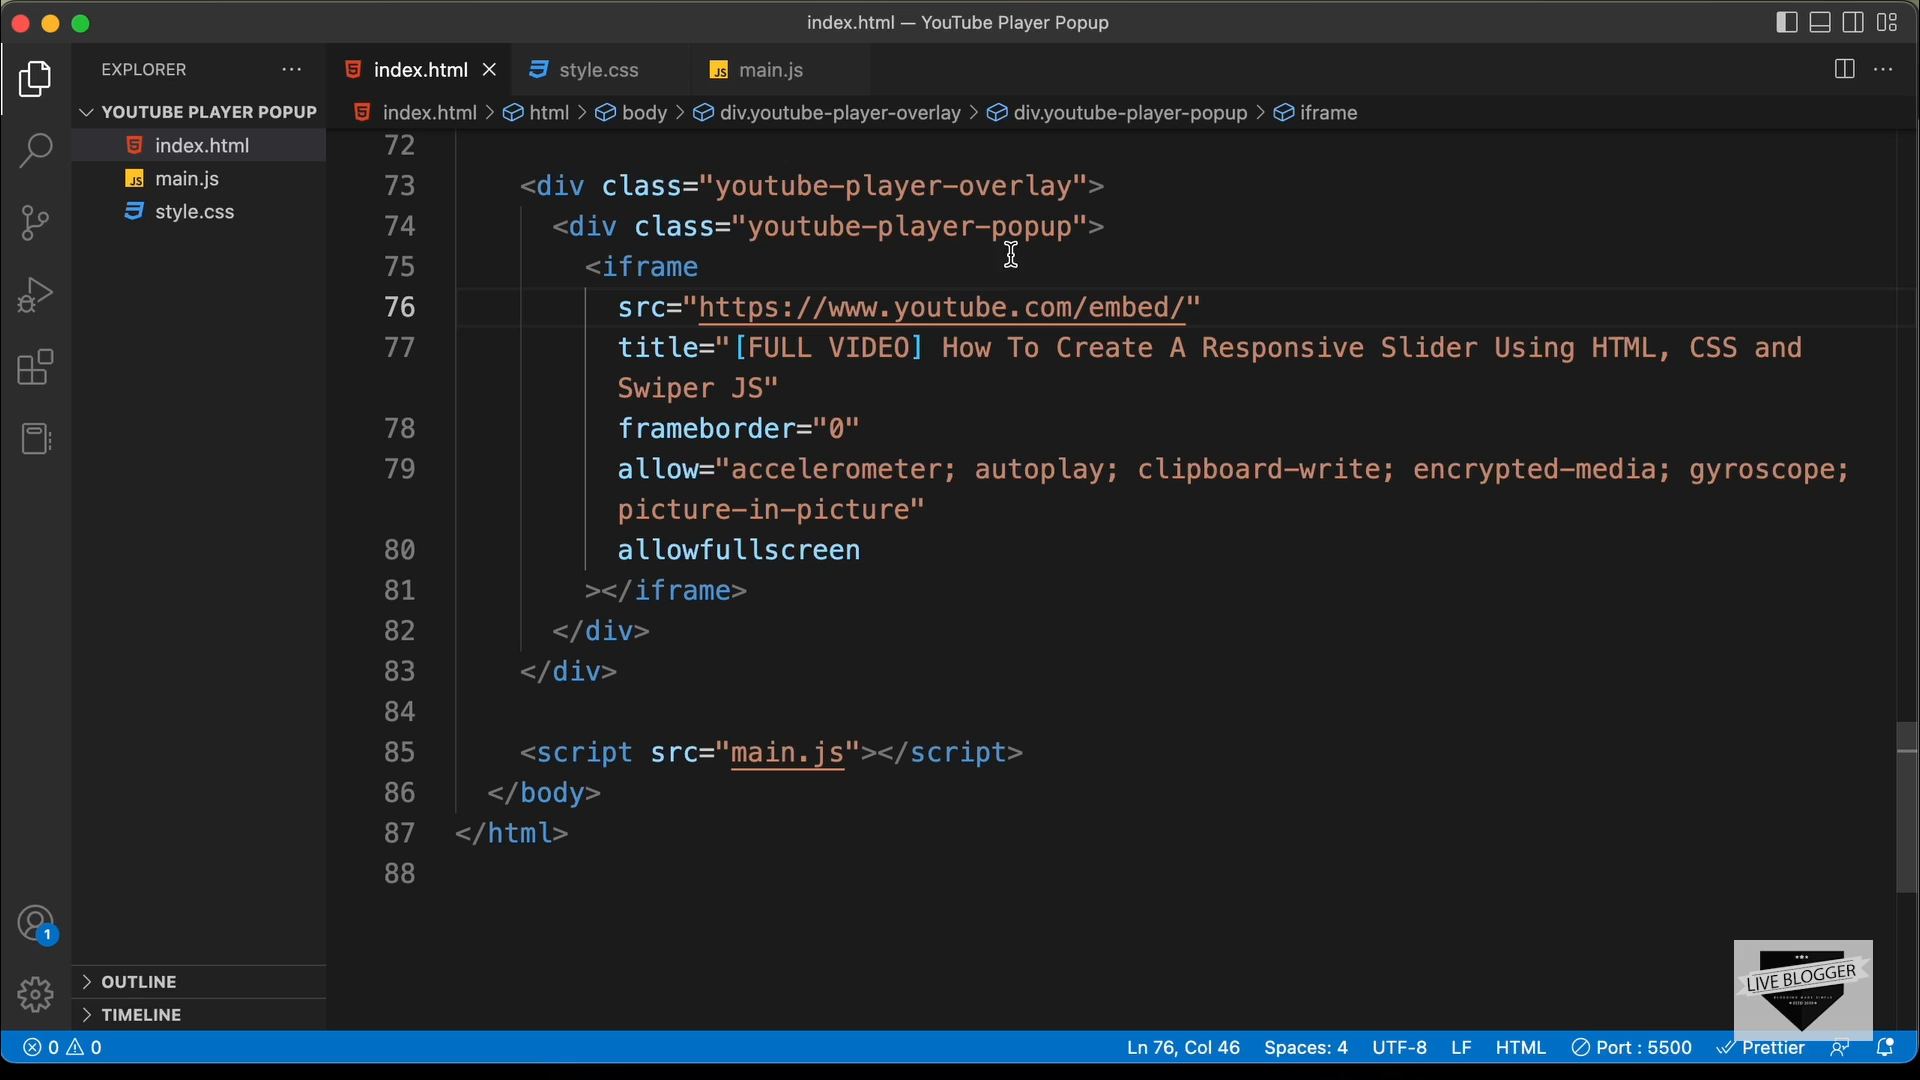 index.html — YouTube Player Popup
EXPLORER
index.html
style.css
JS main.js
YOUTUBE PLAYER POPUP
index.html > html > body > div.youtube-player-overlay > div.youtube-player-popup > iframe
index.html
JS main.js
style.css
72
73 <div class="youtube-player-overlay">
74 <div class="youtube-player-popup">
75 <iframe
76 src="https://www.youtube.com/embed/"
77 title="[FULL VIDEO] How To Create A Responsive Slider Using HTML, CSS and
Swiper JS"
78 frameborder="0"
79 allow="accelerometer; autoplay; clipboard-write; encrypted-media; gyroscope;
picture-in-picture"
80 allowfullscreen
81 ></iframe>
82 </div>
83 </div>
84
85 <script src="main.js"></script>
86 </body>
87 </html>
88
1
OUTLINE
TIMELINE
LIVE BLOGGER
0 0
Ln 76, Col 46 Spaces: 4 UTF-8 LF HTML Port : 5500 Prettier